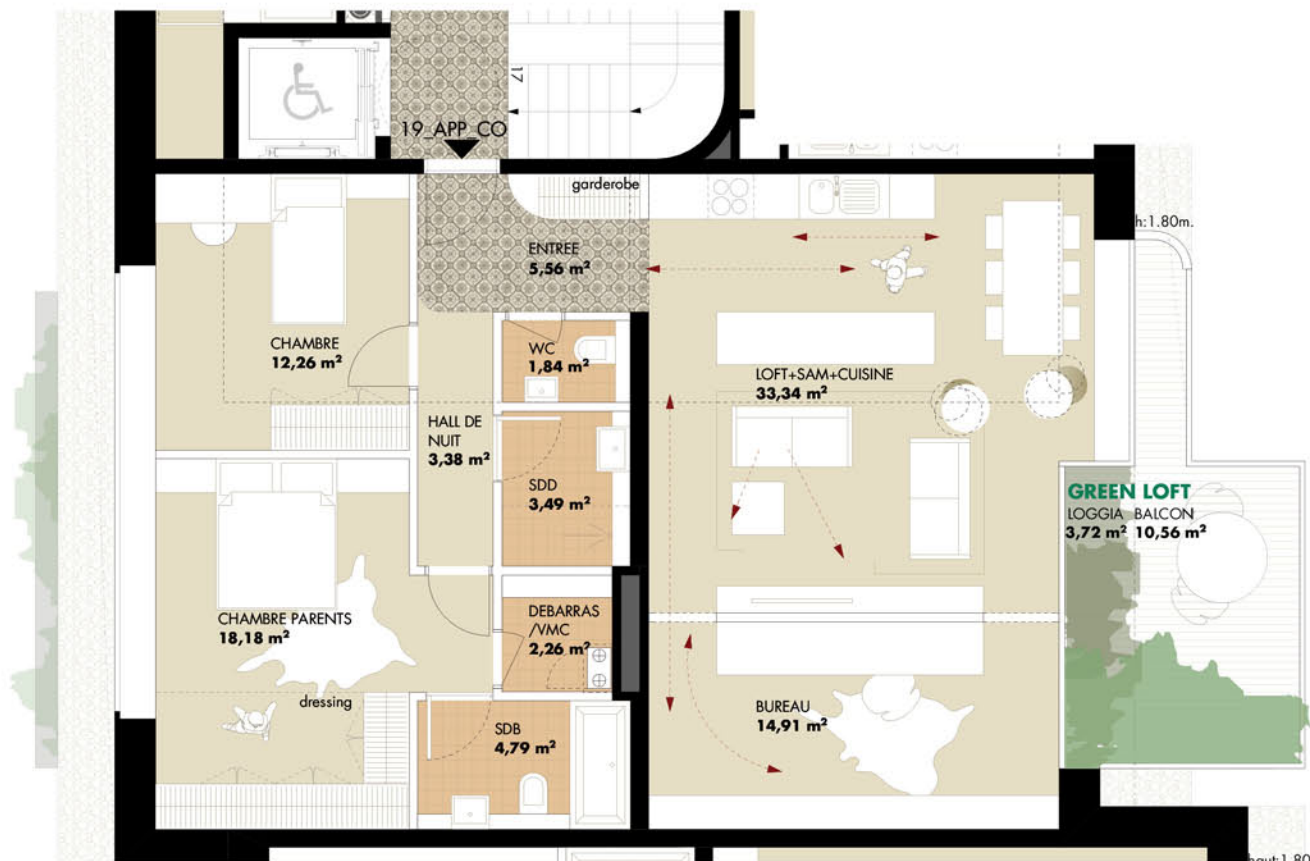 17
19_APP_CO
garderobe
h:1.80m.
ENTREE
5,56 m²
CHAMBRE
12,26 m²
WC
1,84 m²
LOFT+SAM+CUISINE
33,34 m²
HALL DE
NUIT
3,38 m²
SDD
3,49 m²
GREEN LOFT
LOGGIA BALCON
3,72 m² 10,56 m²
CHAMBRE PARENTS
18,18 m²
DEBARRAS
/VMC
2,26 m²
dressing
BUREAU
14,91 m²
SDB
4,79 m²
haut:1.80